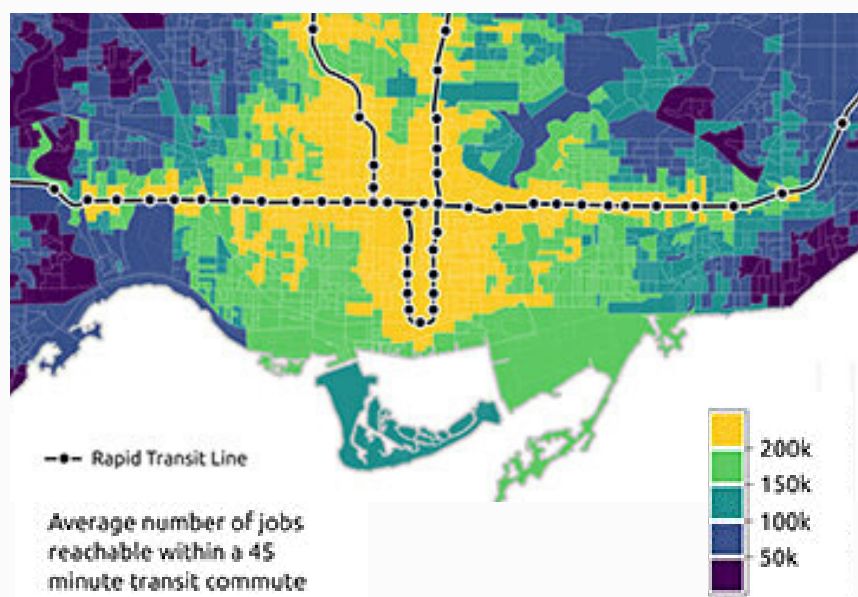 Rapid Transit Line
Average number of jobs
reachable within a 45
minute transit commute
200k
150k
100k
50k